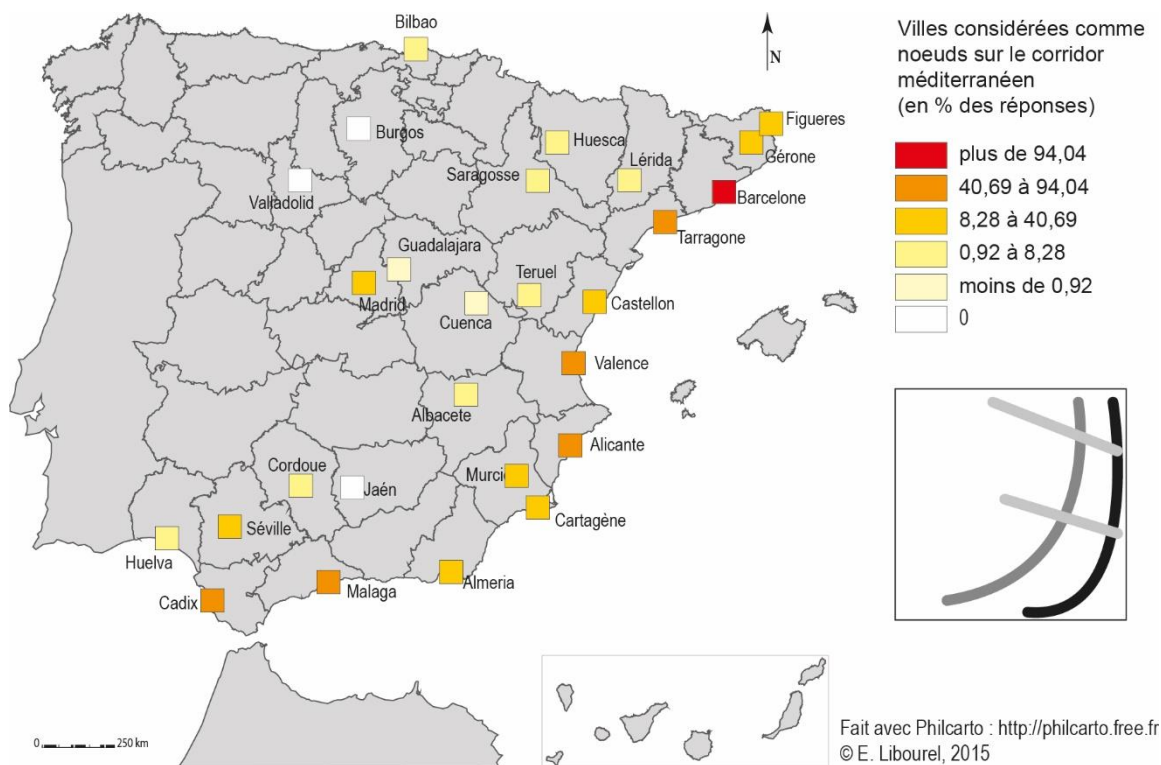 Bilbao
N
Burgos
Huesca
Figueres
Gérone
Lérida
Saragosse
Valladolid
Barcelone
Tarragone
Guadalajara
Teruel
Madrid
Cuenca
Castellon
Valence
Albacete
Alicante
Cordoue
Murcie
Jaén
Cartagène
Séville
Huelva
Almeria
Malaga
Cadix
0 250 km
Villes considérées comme
noeuds sur le corridor
méditerranéen
(en % des réponses)
plus de 94,04
40,69 à 94,04
8,28 à 40,69
0,92 à 8,28
moins de 0,92
0
Fait avec Philcarto : http://philcarto.free.fr
© E. Libourel, 2015